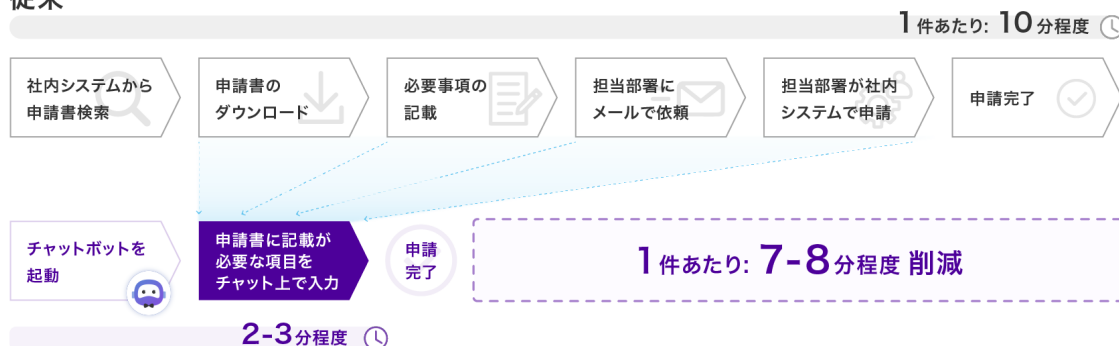 従来
1件あたり: 10分程度
社内システムから
申請書検索
申請書の
ダウンロード
必要事項の
記載
担当部署に
メールで依頼
担当部署が社内
システムで申請
申請完了
チャットボットを
起動
申請書に記載が
必要な項目を
チャット上で入力
申請
完了
1件あたり: 7-8分程度 削減
2-3分程度